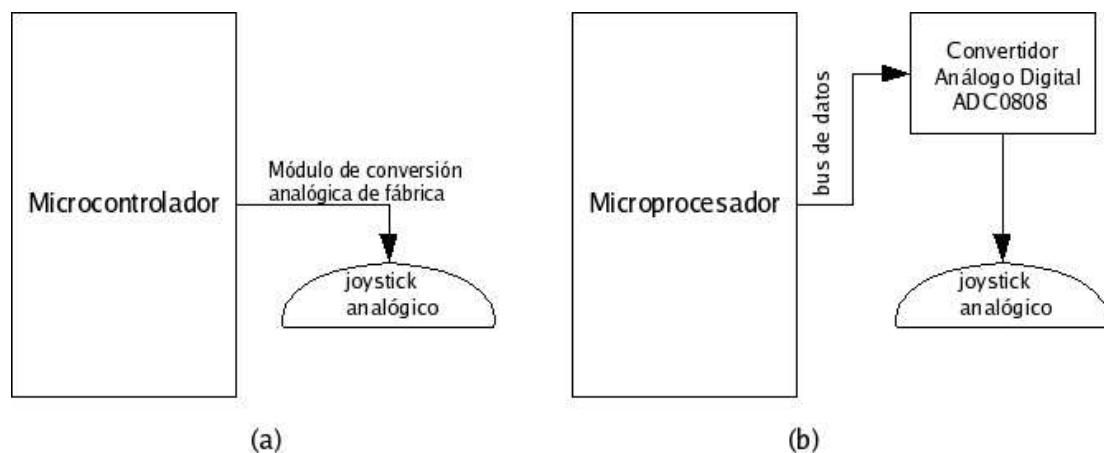 Microcontrolador
Módulo de conversión
analógica de fábrica
joystick
analógico
(a)
Microprocesador
bus de datos
Convertidor
Análogo Digital
ADC0808
joystick
analógico
(b)